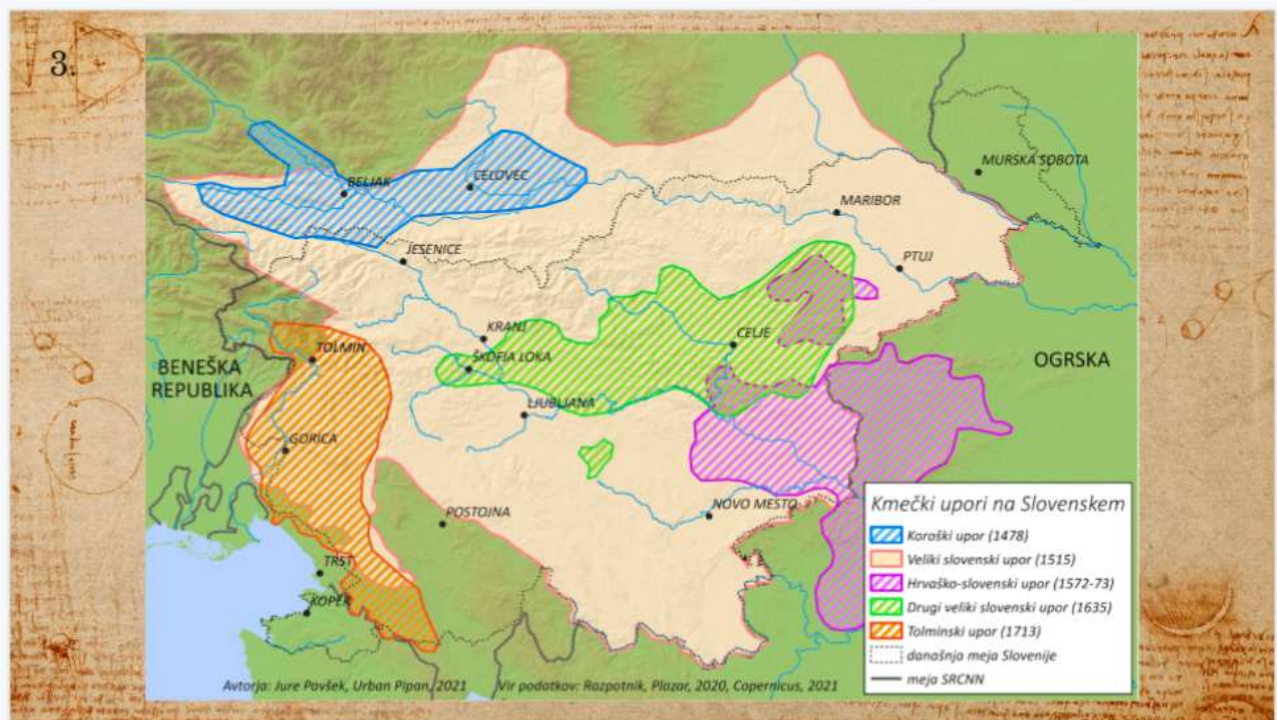 3.
MURSKA SOBOTA
BELJAK
CELOVEC
MARIBOR
JESENICE
PTUJ
KRANJ
CELJE
TOLMIN
ŠKOFJA LOKA
BENEŠKA
REPUBLIKA
OGRSKA
LJUBLJANA
GORICA
POSTOJNA
NOVO MESTO
TRST
KOPER
Kmečki upori na Slovenskem
Koroški upor (1478)
Veliki slovenski upor (1515)
Hrvaško-slovenski upor (1572-73)
Drugi veliki slovenski upor (1635)
Tolminski upor (1713)
današnja meja Slovenije
meja SRCNN
Avtorja: Jure Pavšek, Urban Pipan, 2021
Vir podatkov: Razpotnik, Plazar, 2020, Copernicus, 2021